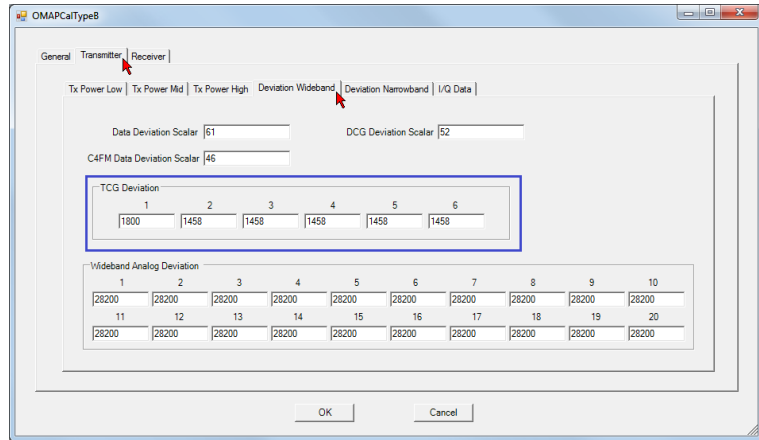 OMAPCalTypeB
General Transmitter Receiver
Tx Power Low Tx Power Mid Tx Power High Deviation Wideband Deviation Narrowband I/Q Data
Data Deviation Scalar 61 DCG Deviation Scalar 52
C4FM Data Deviation Scalar 46
TCG Deviation
1 2 3 4 5 6
1800 1458 1458 1458 1458 1458
Wideband Analog Deviation
1 2 3 4 5 6 7 8 9 10
28200 28200 28200 28200 28200 28200 28200 28200 28200 28200
11 12 13 14 15 16 17 18 19 20
28200 28200 28200 28200 28200 28200 28200 28200 28200 28200
OK Cancel